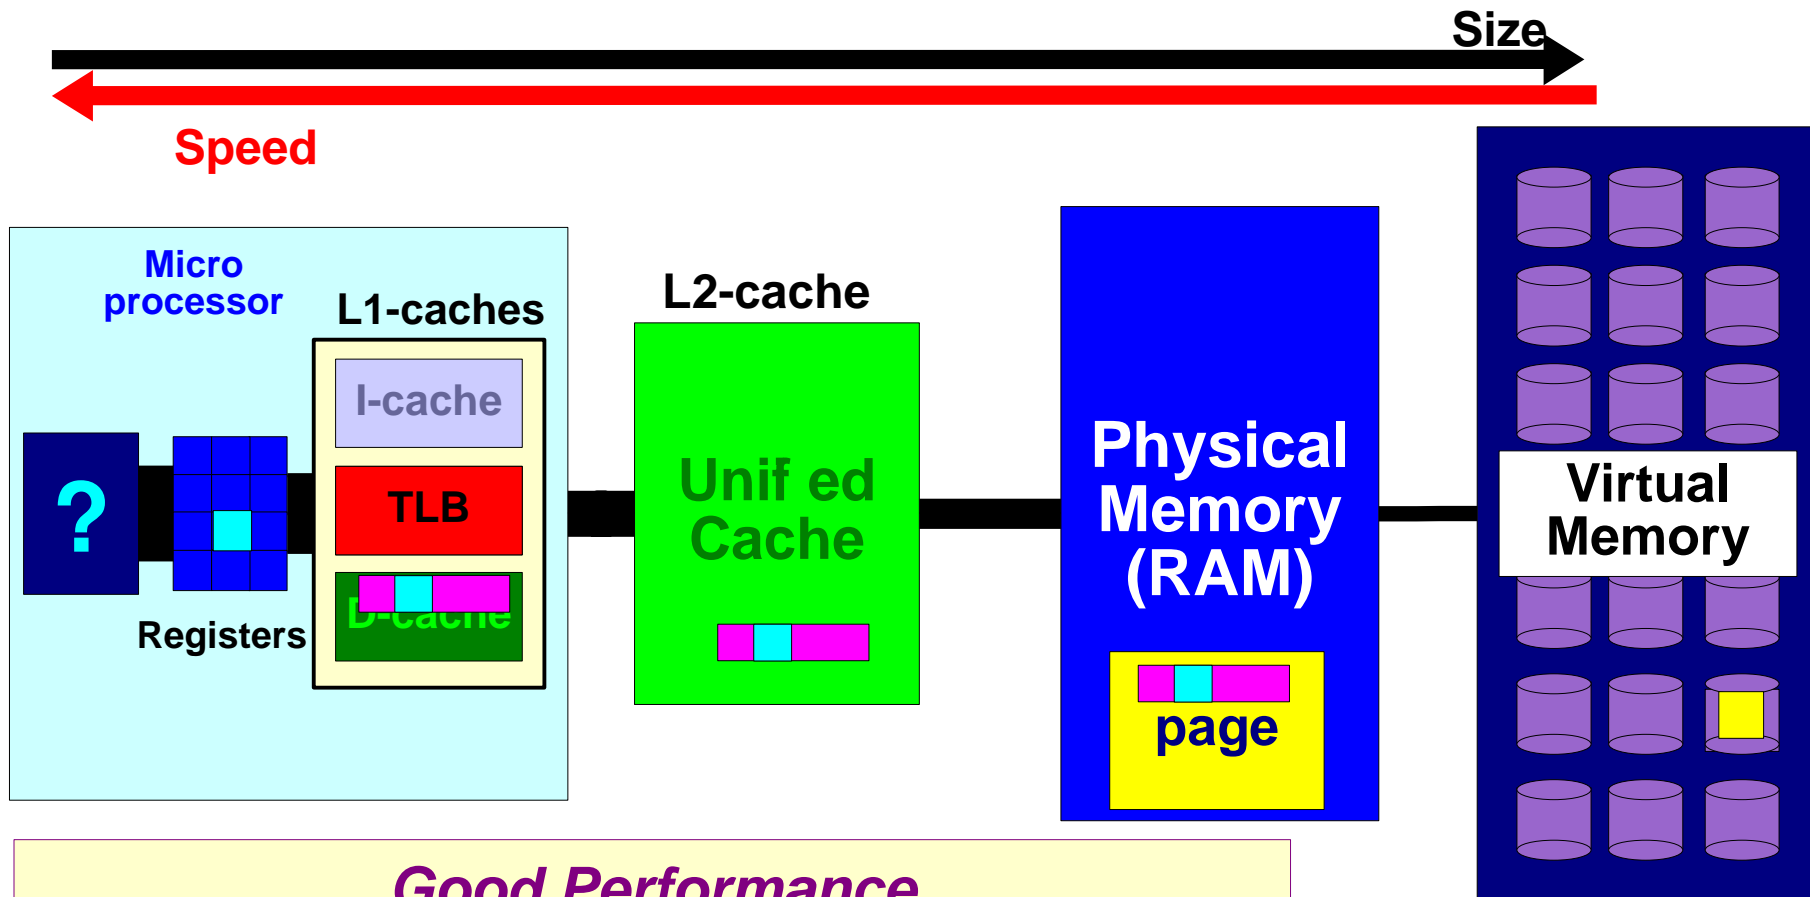 Size
Speed
Micro
processor
L1-caches
I-cache
TLB
D-cache
?
Registers
L2-cache
Unif ed
Cache
Physical
Memory
(RAM)
page
Virtual
Memory
Good Performance